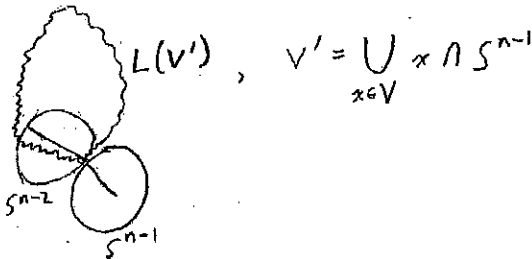 L(V') , V' = ⋃ x ∩ S^{n-1}
x∈V
S^{n-2}
S^{n-1}